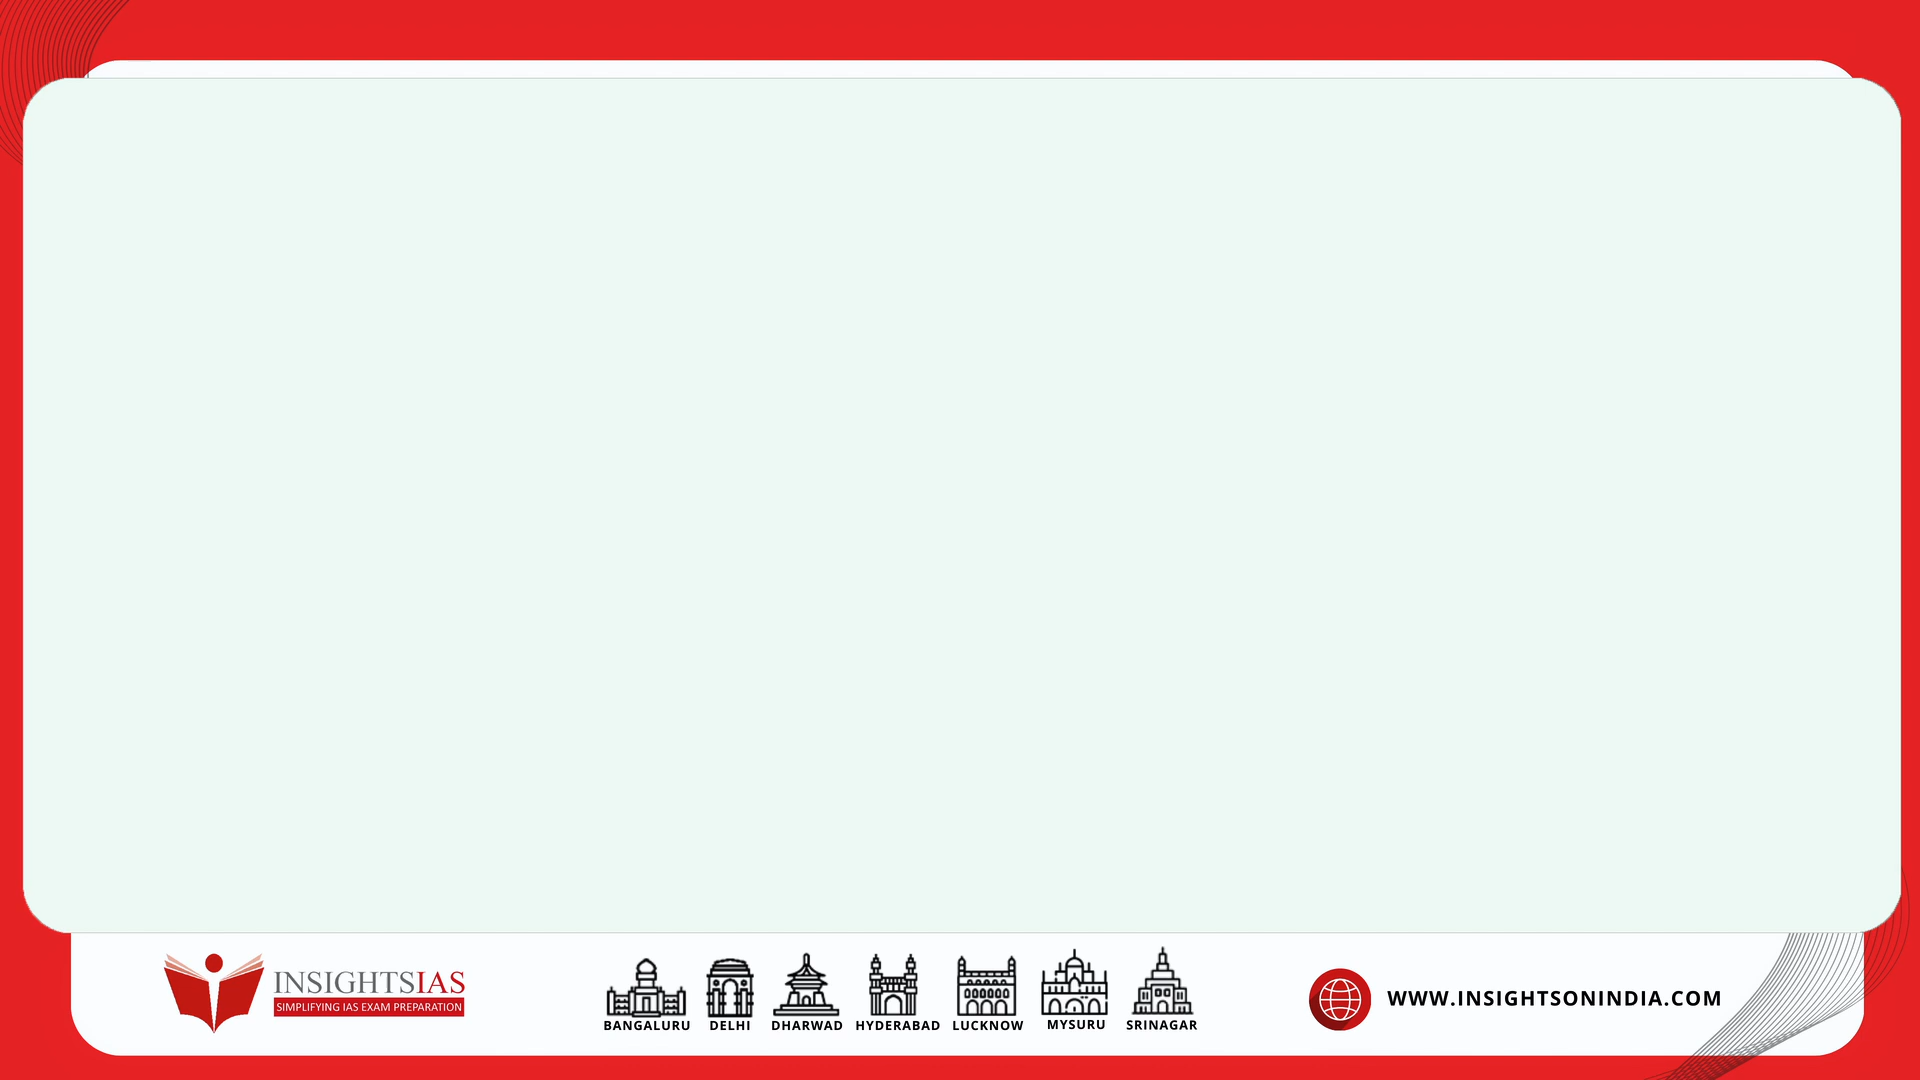 INSIGHTSIAS
SIMPLIFYING IAS EXAM PREPARATION
BANGALURU DELHI DHARWAD HYDERABAD LUCKNOW MYSURU SRINAGAR
WWW.INSIGHTSONINDIA.COM